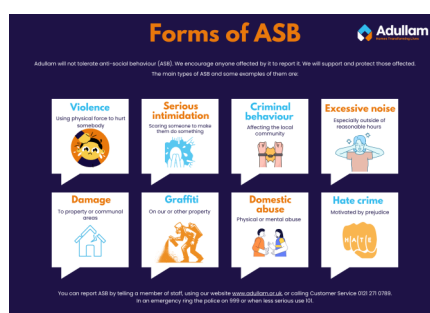 Forms of ASB
Adullam
Homes Transforming Lives
Adullam will not tolerate anti-social behaviour (ASB). We encourage anyone affected by it to report it. We will support and protect those affected.
The main types of ASB and some examples of them are:
Violence
Using physical force to hurt
somebody
Serious
intimidation
Scaring someone to make
them do something
Criminal
behaviour
Affecting the local
community
Excessive noise
Especially outside of
reasonable hours
Damage
To property or communal
areas
Graffiti
On our or other property
Domestic
abuse
Physical or mental abuse
Hate crime
Motivated by prejudice
HATE
You can report ASB by telling a member of staff, using our website www.adullam.or.uk, or calling Customer Service 0121 271 0789.
In an emergency ring the police on 999 or when less serious use 101.